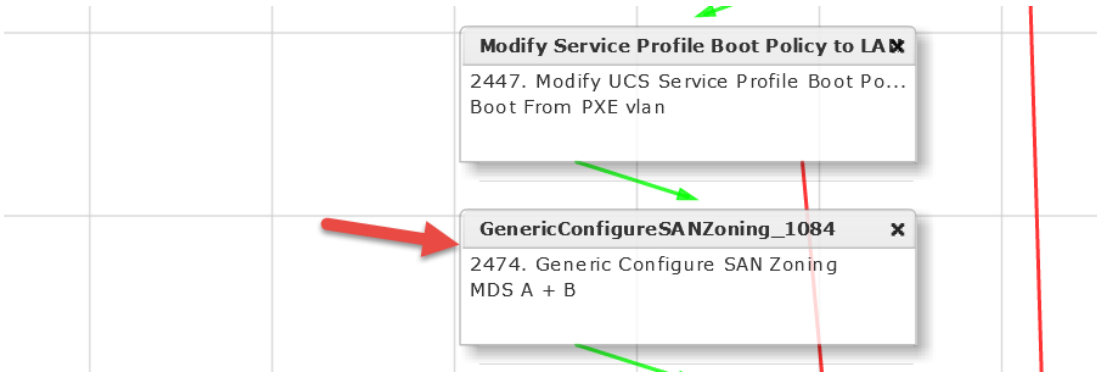 Modify Service Profile Boot Policy to LA
2447. Modify UCS Service Profile Boot Po...
Boot From PXE vlan
GenericConfigureSANZoning_1084
2474. Generic Configure SAN Zoning
MDS A + B